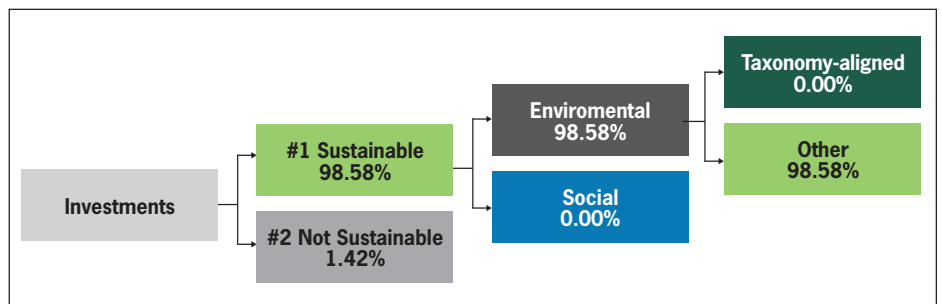 Investments
#1 Sustainable
98.58%
#2 Not Sustainable
1.42%
Enviromental
98.58%
Social
0.00%
Taxonomy-aligned
0.00%
Other
98.58%